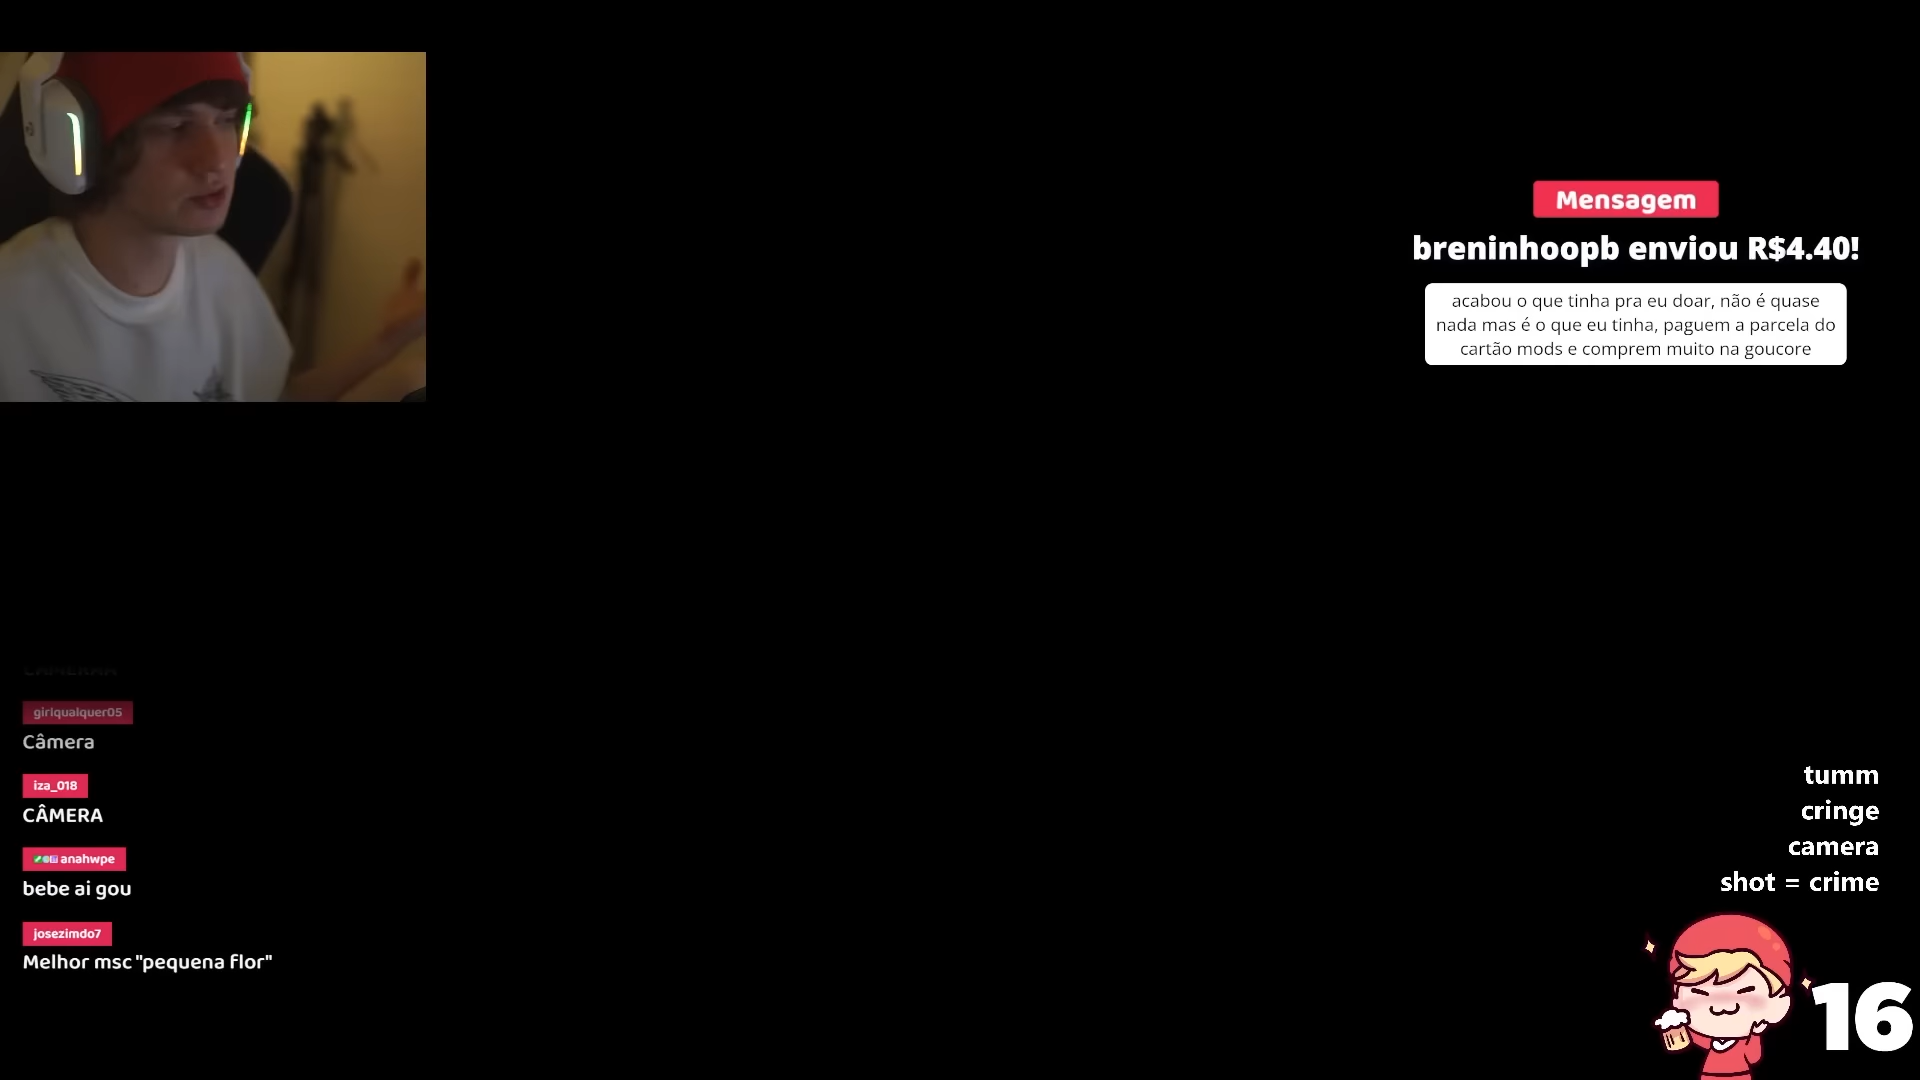 Mensagem
breninhoopb enviou R$4.40!
acabou o que tinha pra eu doar, não é quase
nada mas é o que eu tinha, paguem a parcela do
cartão mods e comprem muito na goucore
girlqualquer05
Câmera
iza_018
CÂMERA
anahwpe
bebe ai gou
josezimdo7
Melhor msc "pequena flor"
tumm
cringe
camera
shot = crime
16